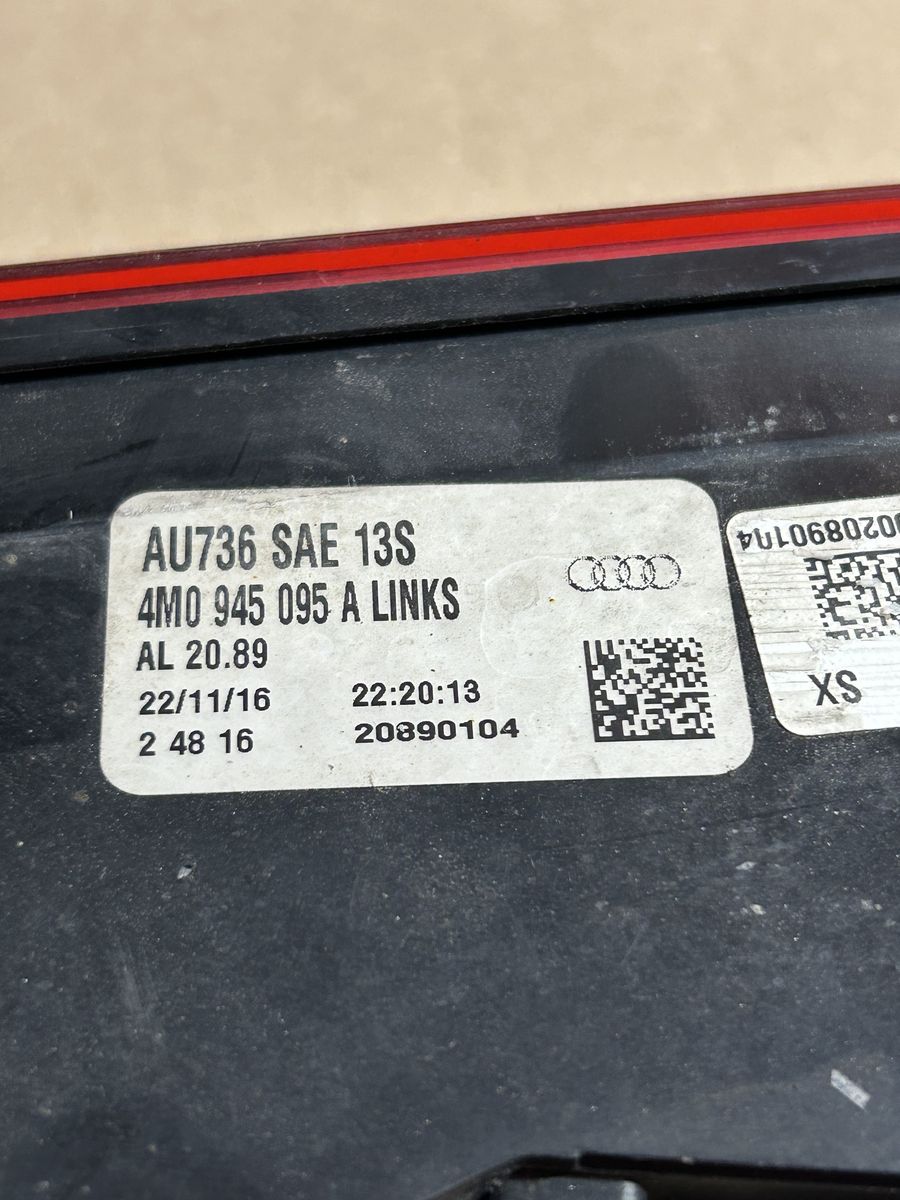 AU736 SAE 13S
4M0 945 095 A LINKS
AL 20.89
22/11/16 22:20:13
2 48 16 20890104
SX